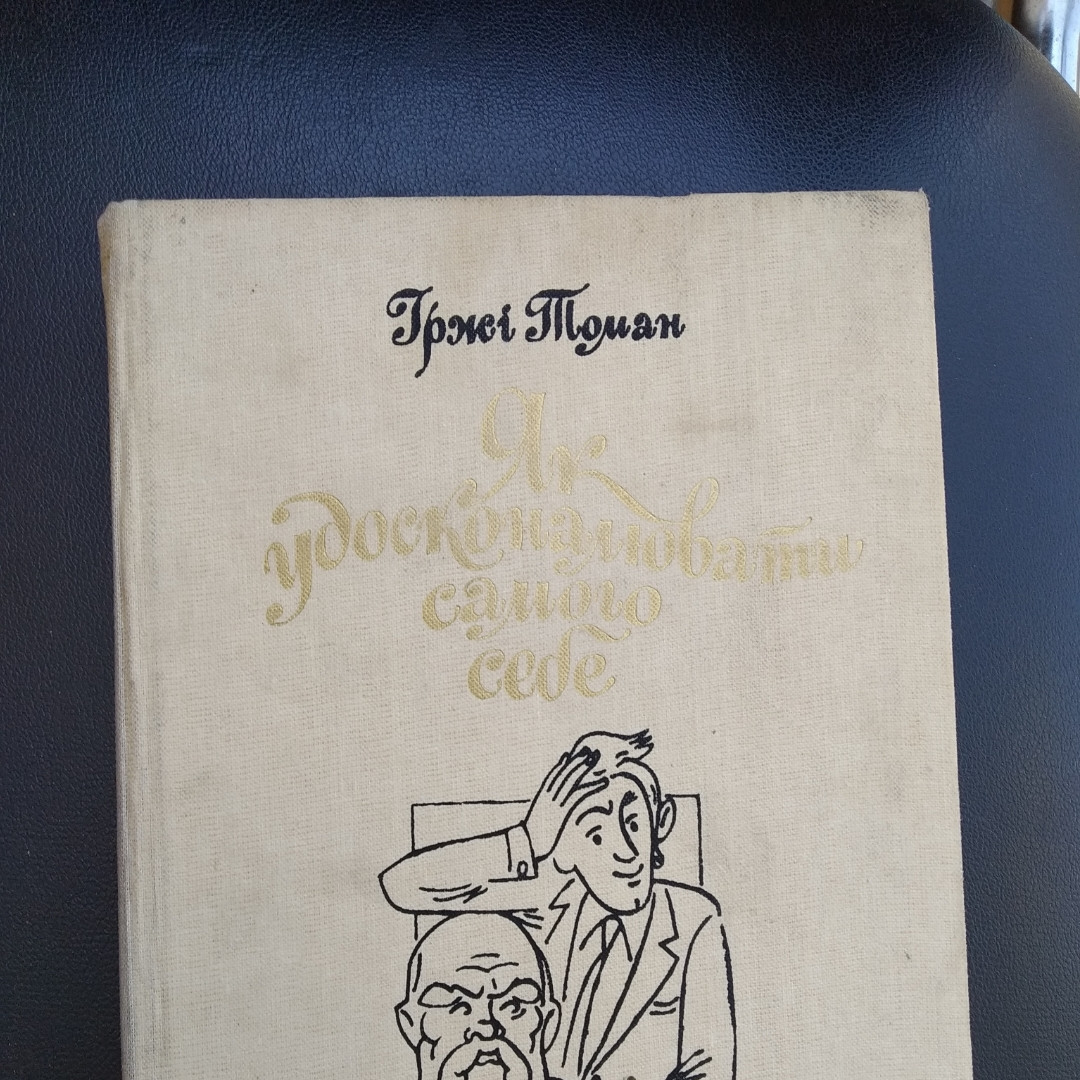 Іржі Томан
Як
удосконалювати
самого
себе